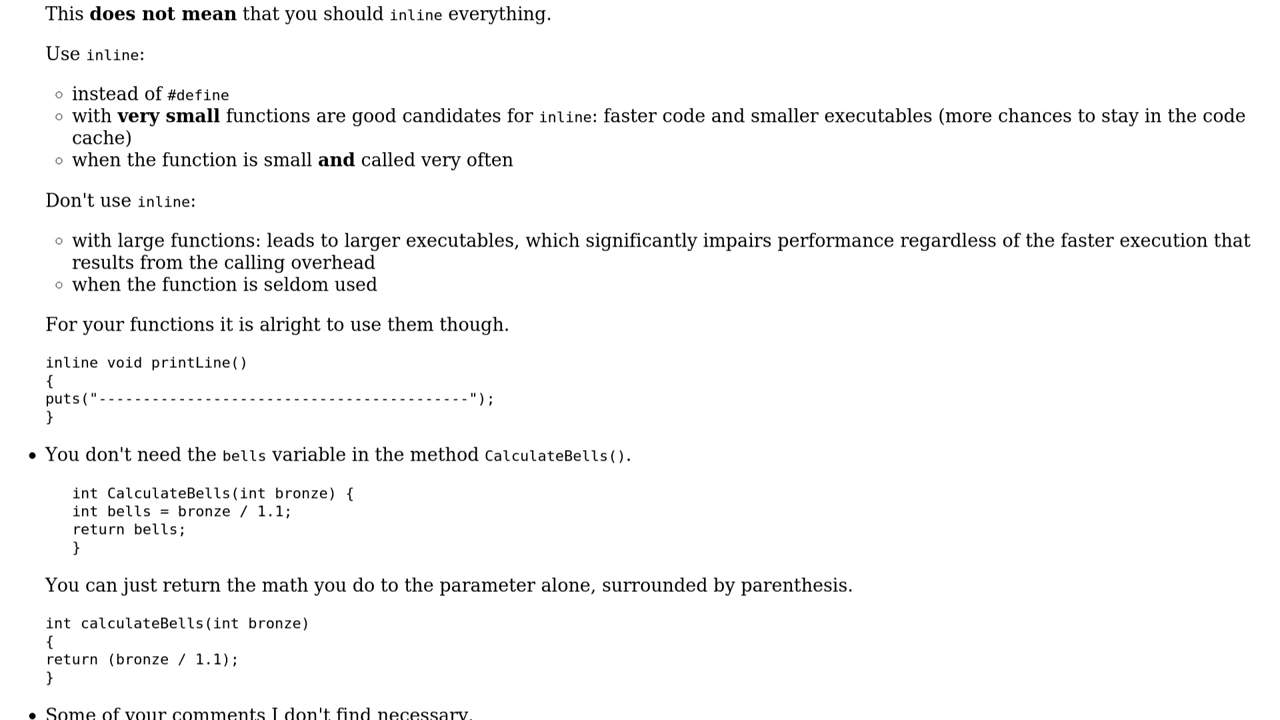 This does not mean that you should inline everything.
Use inline:
◦ instead of #define
◦ with very small functions are good candidates for inline: faster code and smaller executables (more chances to stay in the code
cache)
◦ when the function is small and called very often
Don't use inline:
◦ with large functions: leads to larger executables, which significantly impairs performance regardless of the faster execution that
results from the calling overhead
◦ when the function is seldom used
For your functions it is alright to use them though.
inline void printLine()
{
puts("------------------------------------------");
}
• You don't need the bells variable in the method CalculateBells().
int CalculateBells(int bronze) {
int bells = bronze / 1.1;
return bells;
}
You can just return the math you do to the parameter alone, surrounded by parenthesis.
int calculateBells(int bronze)
{
return (bronze / 1.1);
}
• Some of your comments I don't find necessary.